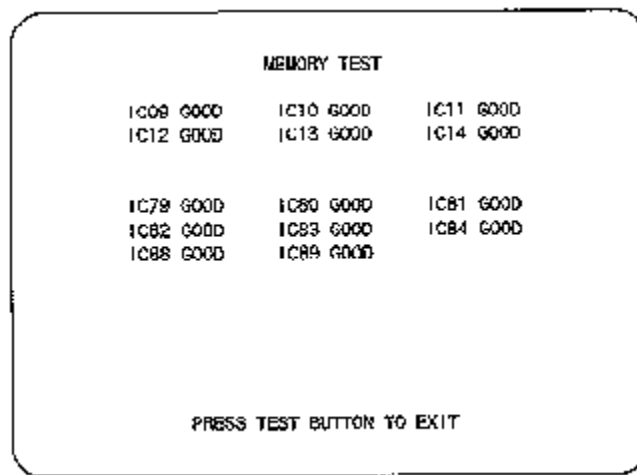 MEMORY TEST
IC09 GOOD IC10 GOOD IC11 GOOD
IC12 GOOD IC13 GOOD IC14 GOOD
IC79 GOOD IC80 GOOD IC81 GOOD
IC82 GOOD IC83 GOOD IC84 GOOD
IC88 GOOD IC89 GOOD
PRESS TEST BUTTON TO EXIT